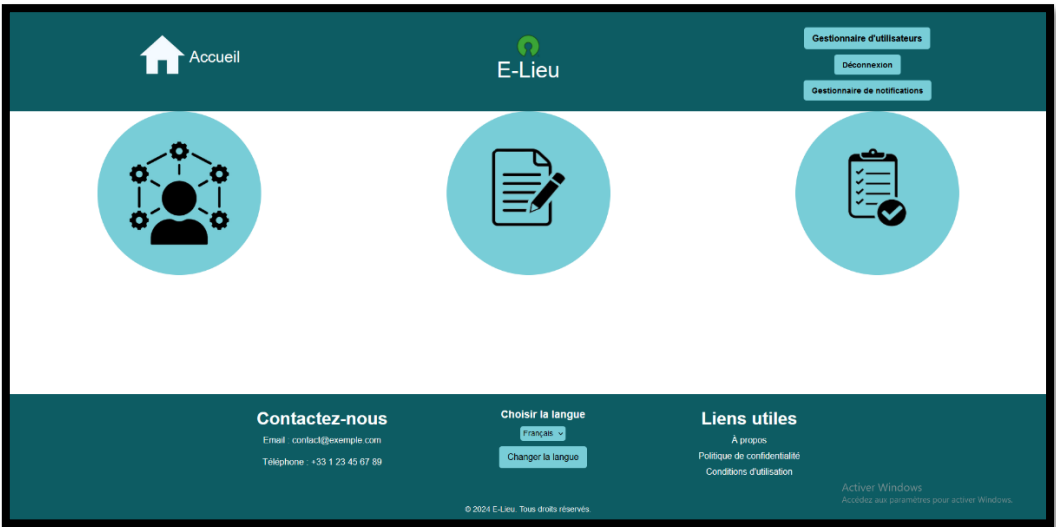 Accueil
E-Lieu
Gestionnaire d'utilisateurs
Déconnexion
Gestionnaire de notifications
Contactez-nous
Email : contact@exemple.com
Téléphone : +33 1 23 45 67 89
Choisir la langue
Français
Changer la langue
Liens utiles
À propos
Politique de confidentialité
Conditions d'utilisation
Activer Windows
Accédez aux paramètres pour activer Windows.
© 2024 E-Lieu. Tous droits réservés.